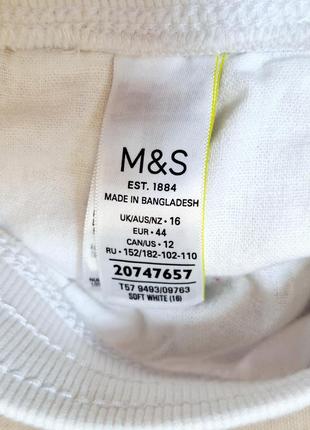 M&S
EST. 1884
MADE IN BANGLADESH
UK/AUS/NZ • 16
EUR • 44
CAN/US • 12
RU • 152/182-102-110
20747657
T57 9493/09763
SOFT WHITE (16)